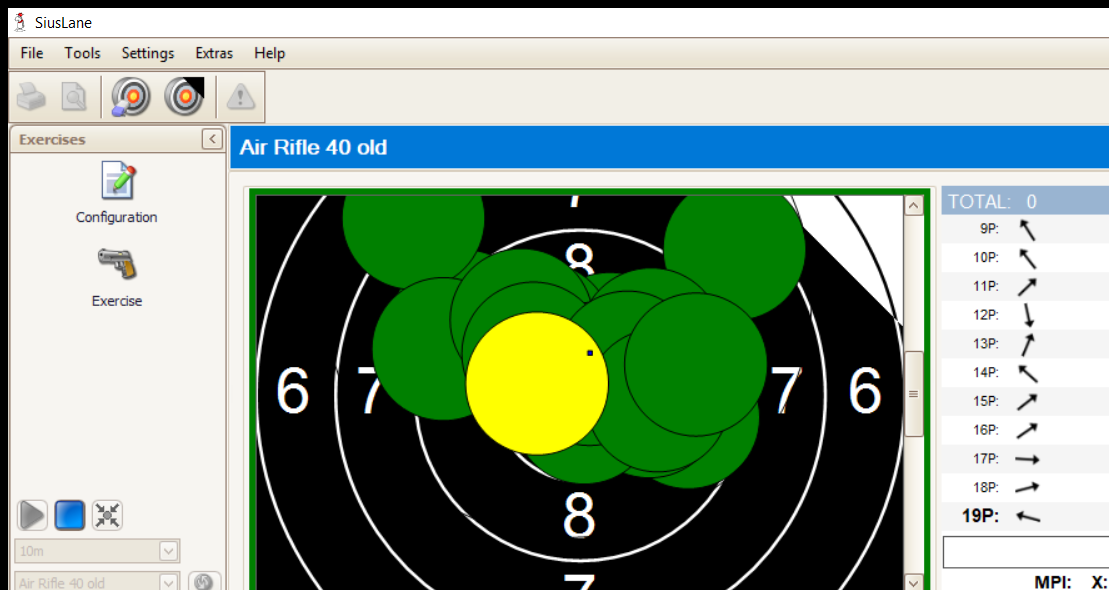 SiusLane
File Tools Settings Extras Help
Exercises
Configuration
Exercise
10m
Air Rifle 40 old
Air Rifle 40 old
7
8
6 7 7 6
8
7
TOTAL: 0
9P:
10P:
11P:
12P:
13P:
14P:
15P:
16P:
17P:
18P:
19P:
MPI: X: